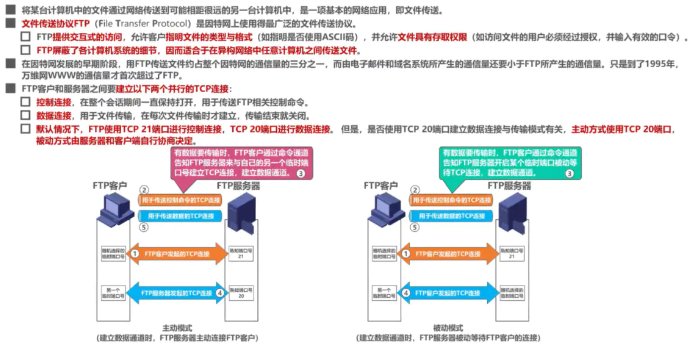 将某台计算机中的文件通过网络传送到可能相距很远的另一台计算机中，是一项基本的网络应用，即文件传送。
文件传送协议FTP（File Transfer Protocol）是因特网上使用得最广泛的文件传送协议。
FTP提供交互式的访问，允许客户指明文件的类型与格式（如指明是否使用ASCII码），并允许文件具有存取权限（如访问文件的用户必须经过授权，并输入有效的口令）。
FTP屏蔽了各计算机系统的细节，因而适合于在异构网络中任意计算机之间传送文件。
在因特网发展的早期阶段，用FTP传送文件约占整个因特网的通信量的三分之一，而由电子邮件和域名系统所产生的通信量还要小于FTP所产生的通信量。只是到了1995年，
万维网WWW的通信量才首次超过了FTP。
FTP客户和服务器之间要建立以下两个并行的TCP连接：
控制连接，在整个会话期间一直保持打开，用于传送FTP相关控制命令。
数据连接，用于文件传输，在每次文件传输时才建立，传输结束就关闭。
默认情况下，FTP使用TCP 21端口进行控制连接，TCP 20端口进行数据连接。 但是，是否使用TCP 20端口建立数据连接与传输模式有关，主动方式使用TCP 20端口，
被动方式由服务器和客户端自行协商决定。
有数据要传输时，FTP客户通过命令通道
告知FTP服务器来与自己的另一个临时端
口号建立TCP连接，建立数据通道。 ③
FTP客户
FTP服务器
② 用于传送控制命令的TCP连接
用于传送数据的TCP连接
⑤
随机选择的
临时端口号
① FTP客户发起的TCP连接
熟知端口号
21
另一个
临时端口号
FTP服务器发起的TCP连接 ④
熟知端口号
20
主动模式
（建立数据通道时，FTP服务器主动连接FTP客户）
有数据要传输时，FTP客户通过命令通道
告知FTP服务器开启某个临时端口被动等
待TCP连接，建立数据通道。 ③
FTP客户
FTP服务器
② 用于传送控制命令的TCP连接
用于传送数据的TCP连接
⑤
随机选择的
临时端口号
① FTP客户发起的TCP连接
熟知端口号
21
另一个
临时端口号
④ FTP客户发起的TCP连接
随机选择的
临时端口号
被动模式
（建立数据通道时，FTP服务器被动等待FTP客户的连接）